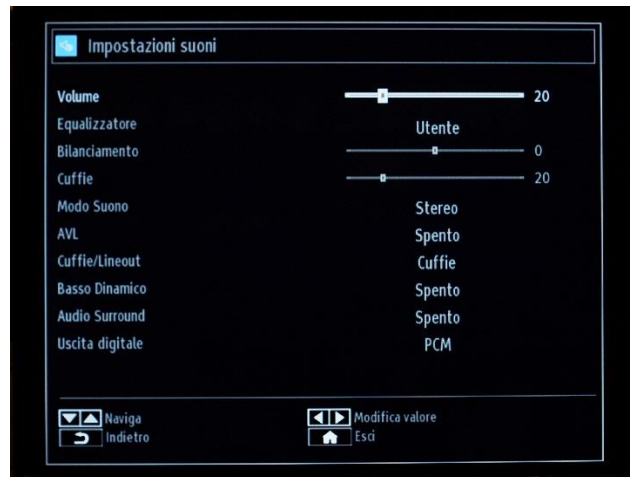 Impostazioni suoni
Volume 20
Equalizzatore Utente
Bilanciamento 0
Cuffie 20
Modo Suono Stereo
AVL Spento
Cuffie/Lineout Cuffie
Basso Dinamico Spento
Audio Surround Spento
Uscita digitale PCM
Naviga Modifica valore
Indietro Esci